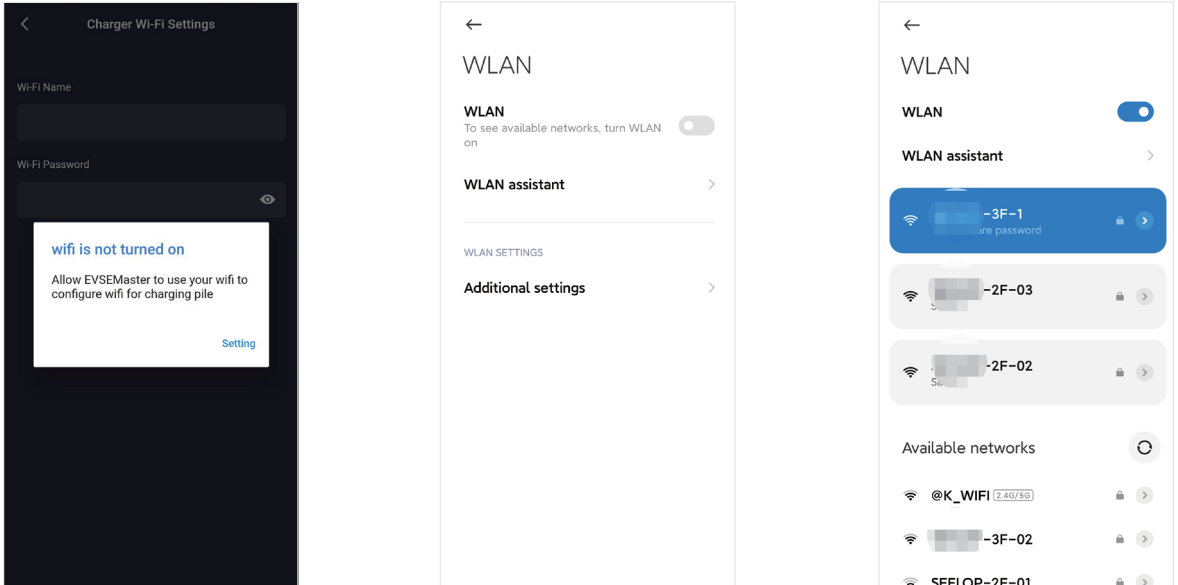 Charger Wi-Fi Settings
Wi-Fi Name
Wi-Fi Password
wifi is not turned on
Allow EVSEMaster to use your wifi to
configure wifi for charging pile
Setting
WLAN
WLAN
To see available networks, turn WLAN
on
WLAN assistant
WLAN SETTINGS
Additional settings
WLAN
WLAN
WLAN assistant
-3F-1
password
-2F-03
-2F-02
Available networks
@K_WIFI 2.4G/5G
-3F-02